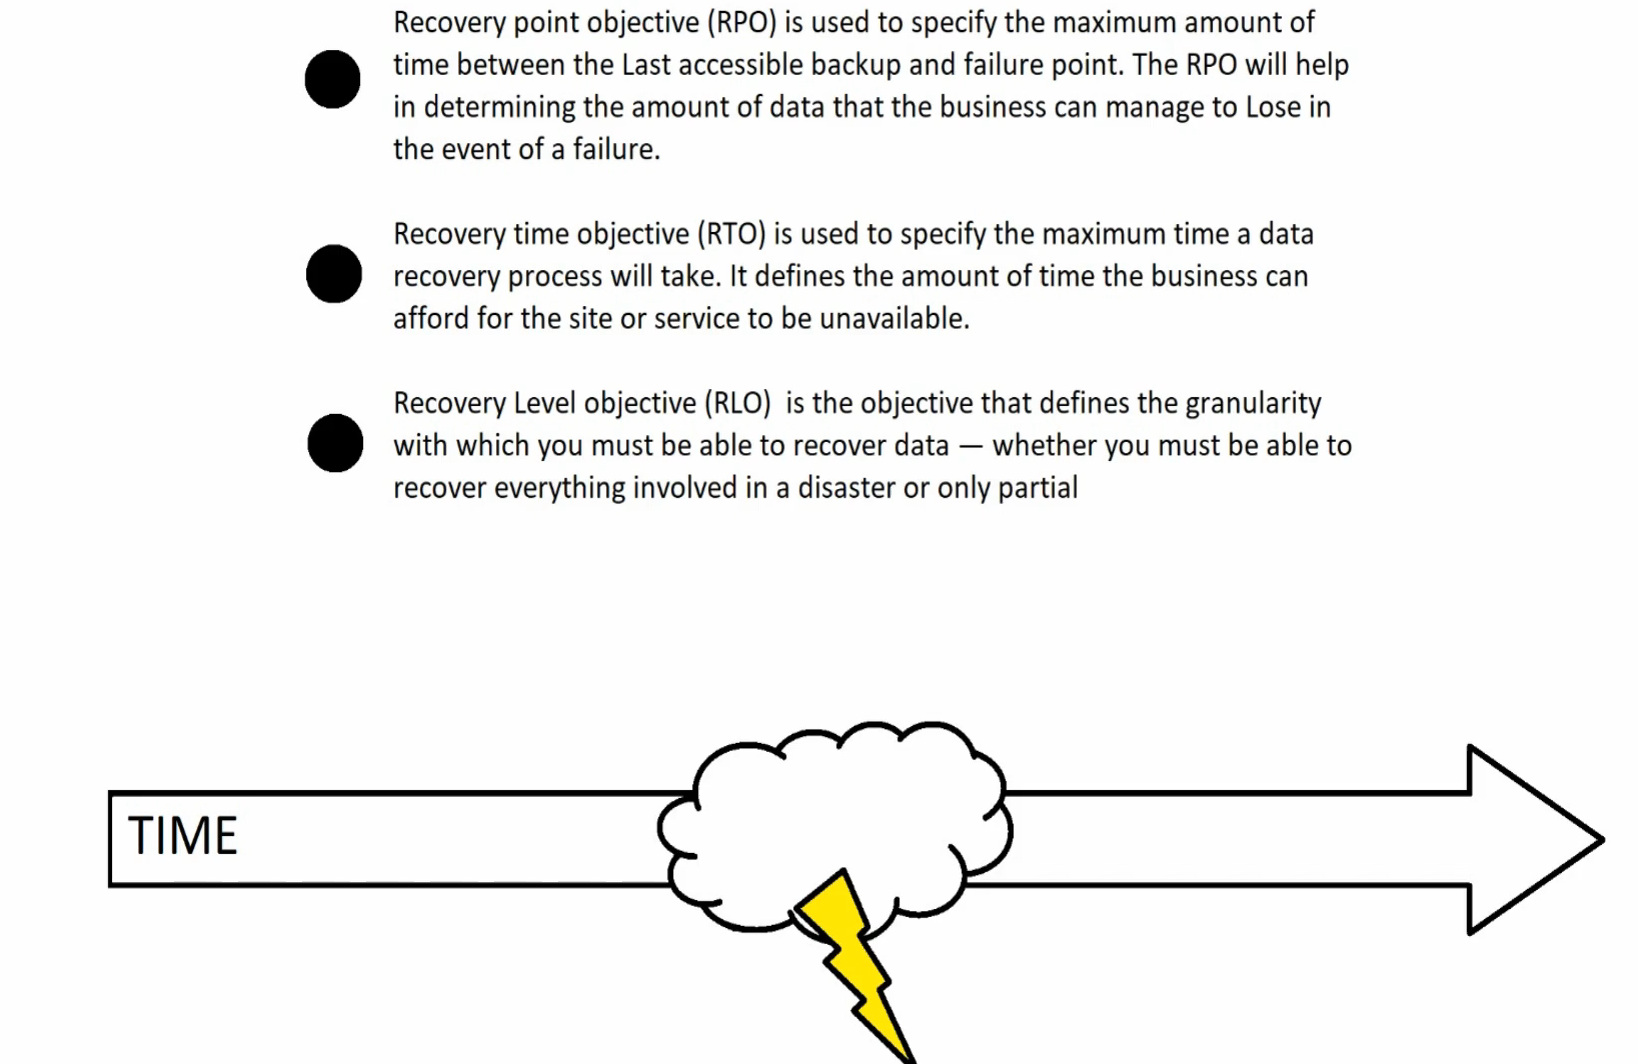 Recovery point objective (RPO) is used to specify the maximum amount of
time between the Last accessible backup and failure point. The RPO will help
in determining the amount of data that the business can manage to Lose in
the event of a failure.
Recovery time objective (RTO) is used to specify the maximum time a data
recovery process will take. It defines the amount of time the business can
afford for the site or service to be unavailable.
Recovery Level objective (RLO)  is the objective that defines the granularity
with which you must be able to recover data — whether you must be able to
recover everything involved in a disaster or only partial
TIME